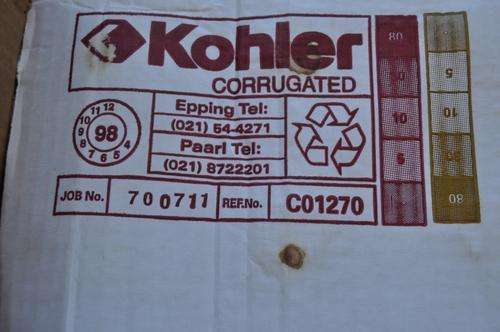 Kohler
CORRUGATED
Epping Tel:
(021) 54-4271
Paarl Tel:
(021) 8722201
11 12
10
9
8
7 6 5 4
98
JOB No. 700711 REF.No. C01270
80
10
5
10
80